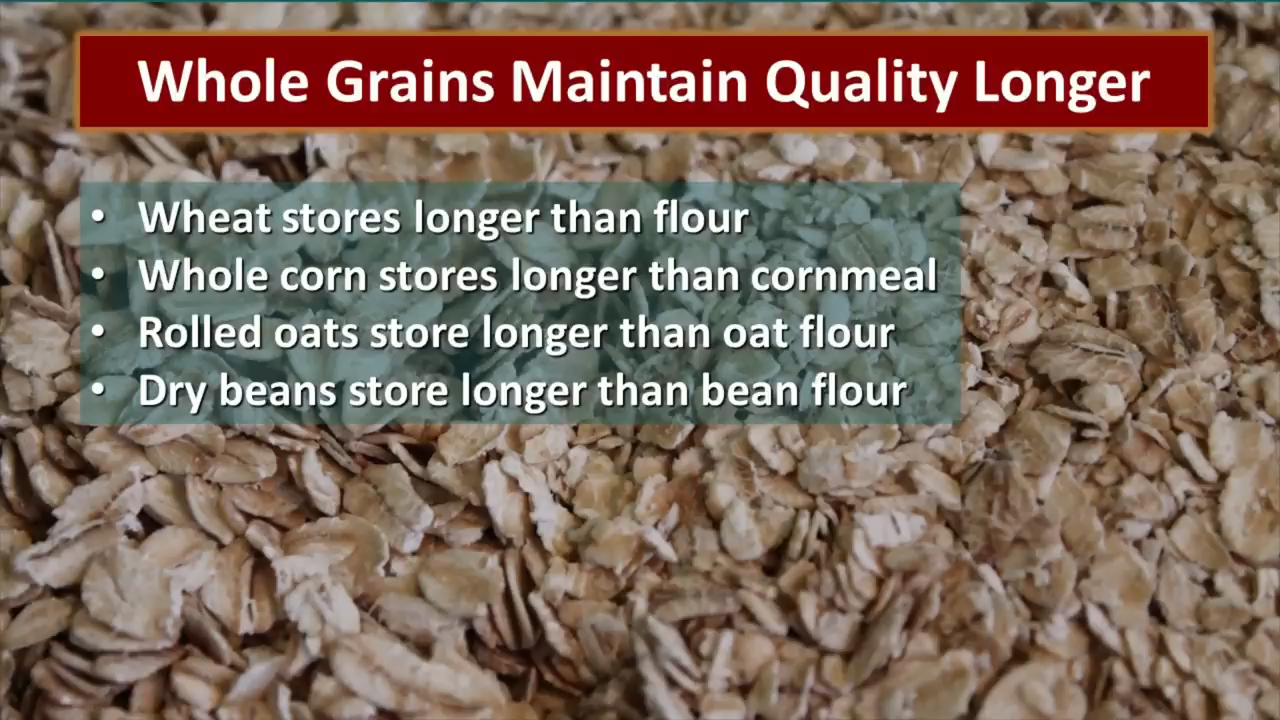 Whole Grains Maintain Quality Longer
• Wheat stores longer than flour
• Whole corn stores longer than cornmeal
• Rolled oats store longer than oat flour
• Dry beans store longer than bean flour